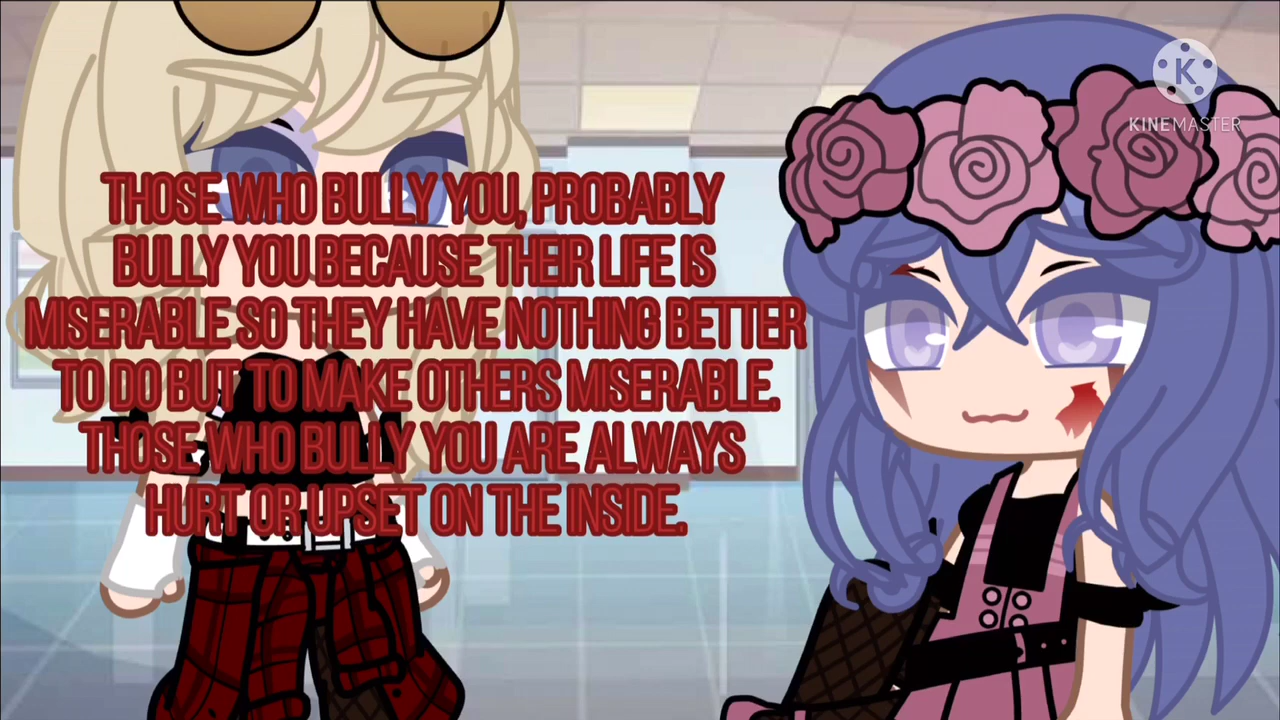 K
KINEMASTER
THOSE WHO BULLY YOU, PROBABLY
BULLY YOU BECAUSE THEIR LIFE IS
MISERABLE SO THEY HAVE NOTHING BETTER
TO DO BUT TO MAKE OTHERS MISERABLE.
THOSE WHO BULLY YOU ARE ALWAYS
HURT OR UPSET ON THE INSIDE.